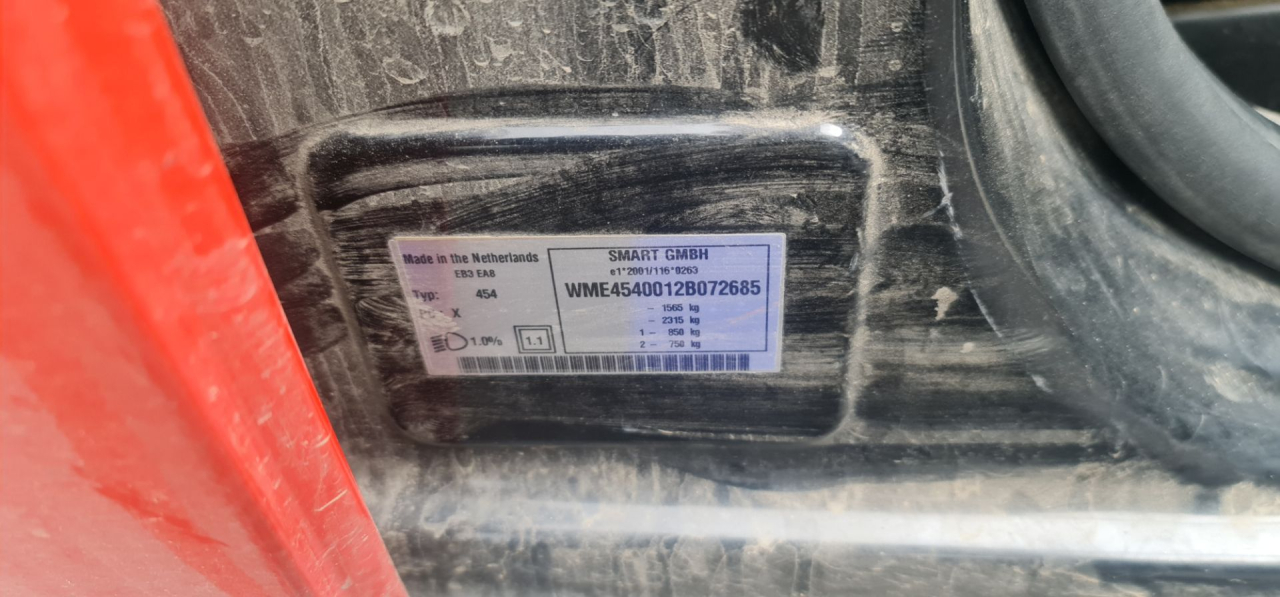 Made in the Netherlands
EB3 EA8
Typ: 454
X
1.0%
1.1
SMART GMBH
e1*2001/116*0263
WME4540012B072685
– 1565 kg
– 2315 kg
1 – 850 kg
2 – 750 kg